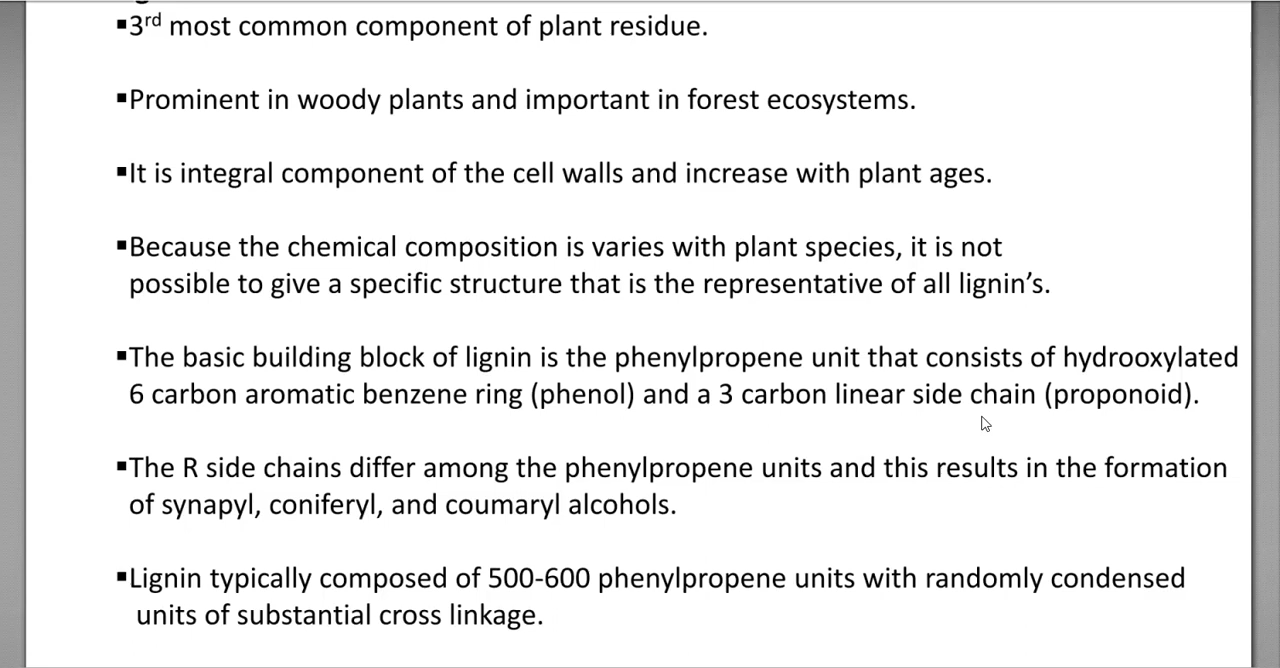 ▪3rd most common component of plant residue.
▪Prominent in woody plants and important in forest ecosystems.
▪It is integral component of the cell walls and increase with plant ages.
▪Because the chemical composition is varies with plant species, it is not
possible to give a specific structure that is the representative of all lignin’s.
▪The basic building block of lignin is the phenylpropene unit that consists of hydrooxylated
6 carbon aromatic benzene ring (phenol) and a 3 carbon linear side chain (proponoid).
▪The R side chains differ among the phenylpropene units and this results in the formation
of synapyl, coniferyl, and coumaryl alcohols.
▪Lignin typically composed of 500-600 phenylpropene units with randomly condensed
units of substantial cross linkage.